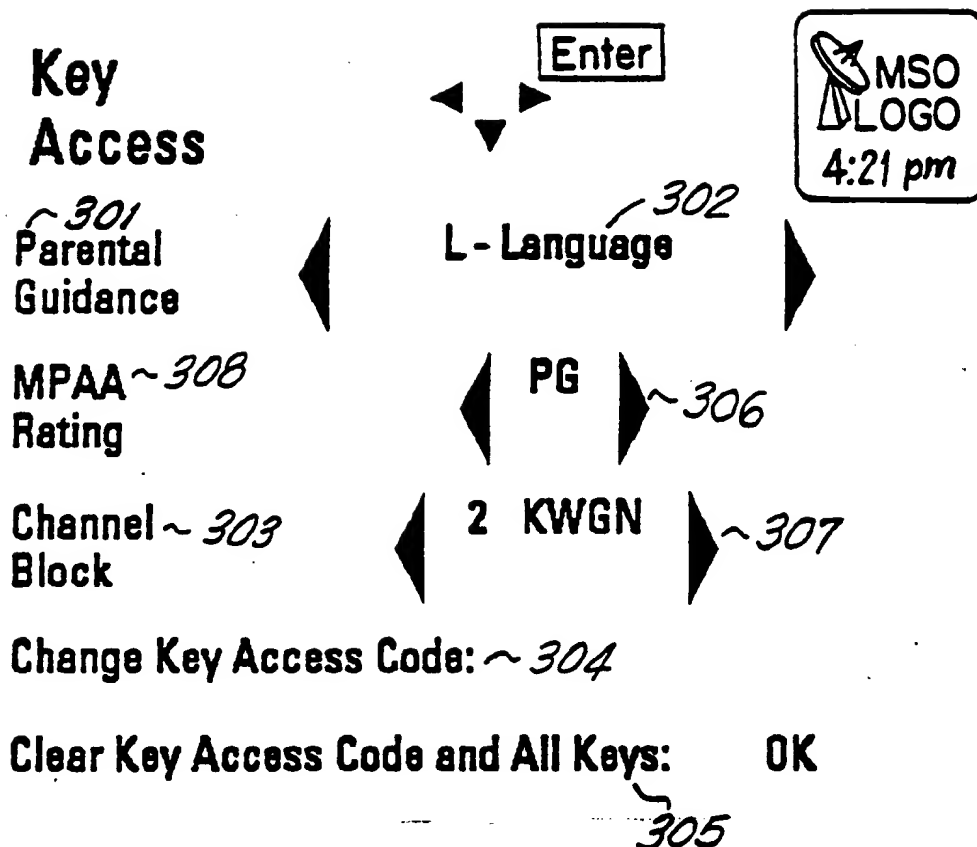 Key
Access
Enter
MSO
LOGO
4:21 pm
~ 301
Parental
Guidance
L - Language
302
MPAA ~ 308
Rating
PG
~ 306
Channel ~ 303
Block
2 KWGN
~ 307
Change Key Access Code: ~ 304
Clear Key Access Code and All Keys: OK
305